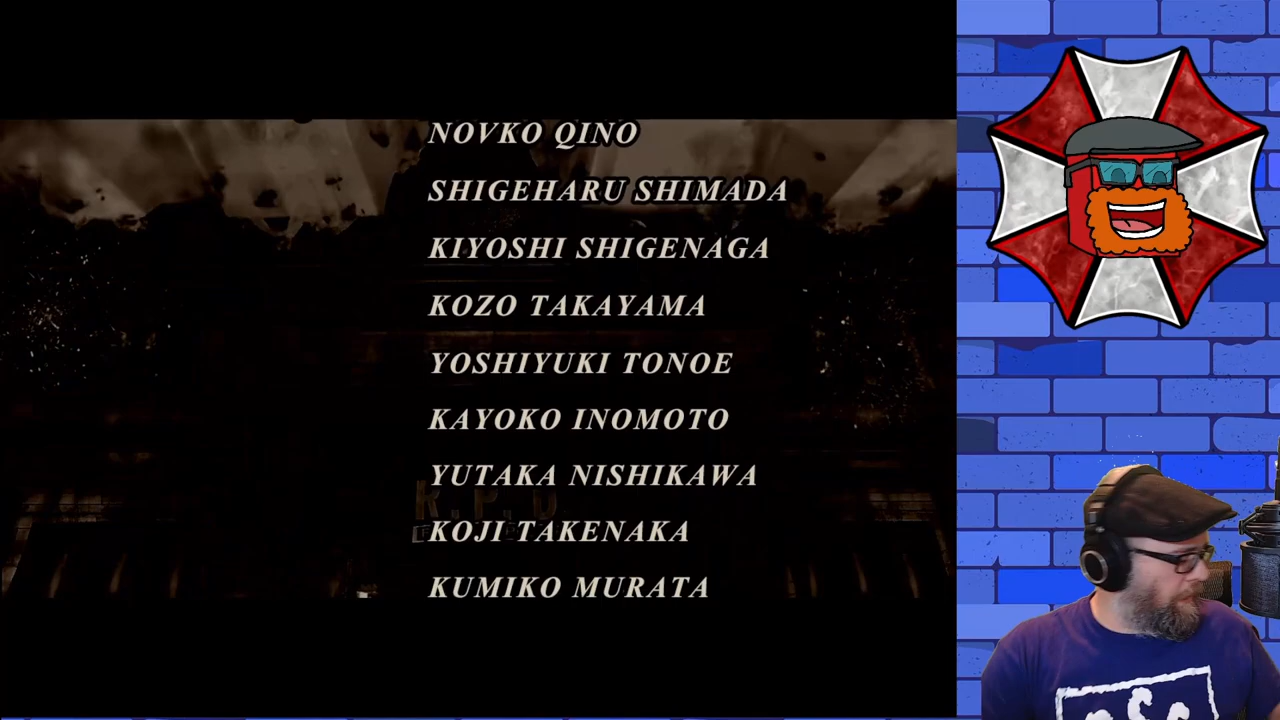 NOVKO QINO
SHIGEHARU SHIMADA
KIYOSHI SHIGENAGA
KOZO TAKAYAMA
YOSHIYUKI TONOE
KAYOKO INOMOTO
YUTAKA NISHIKAWA
R.P.D.
KOJI TAKENAKA
KUMIKO MURATA